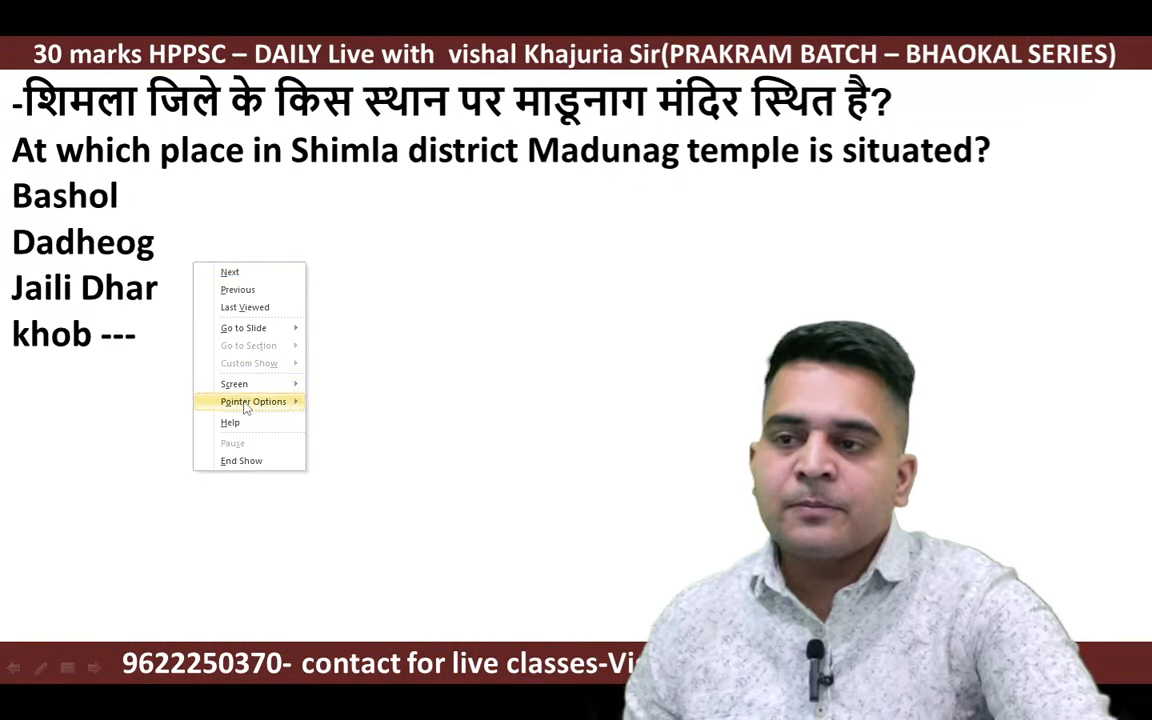 30 marks HPPSC – DAILY Live with vishal Khajuria Sir(PRAKRAM BATCH – BHAOKAL SERIES)
-शिमला जिले के किस स्थान पर माडूनाग मंदिर स्थित है?
At which place in Shimla district Madunag temple is situated?
Bashol
Dadheog
Jaili Dhar
khob ---
Next
Previous
Last Viewed
Go to Slide
Go to Section
Custom Show
Screen
Pointer Options
Help
Pause
End Show
9622250370- contact for live classes-Vi